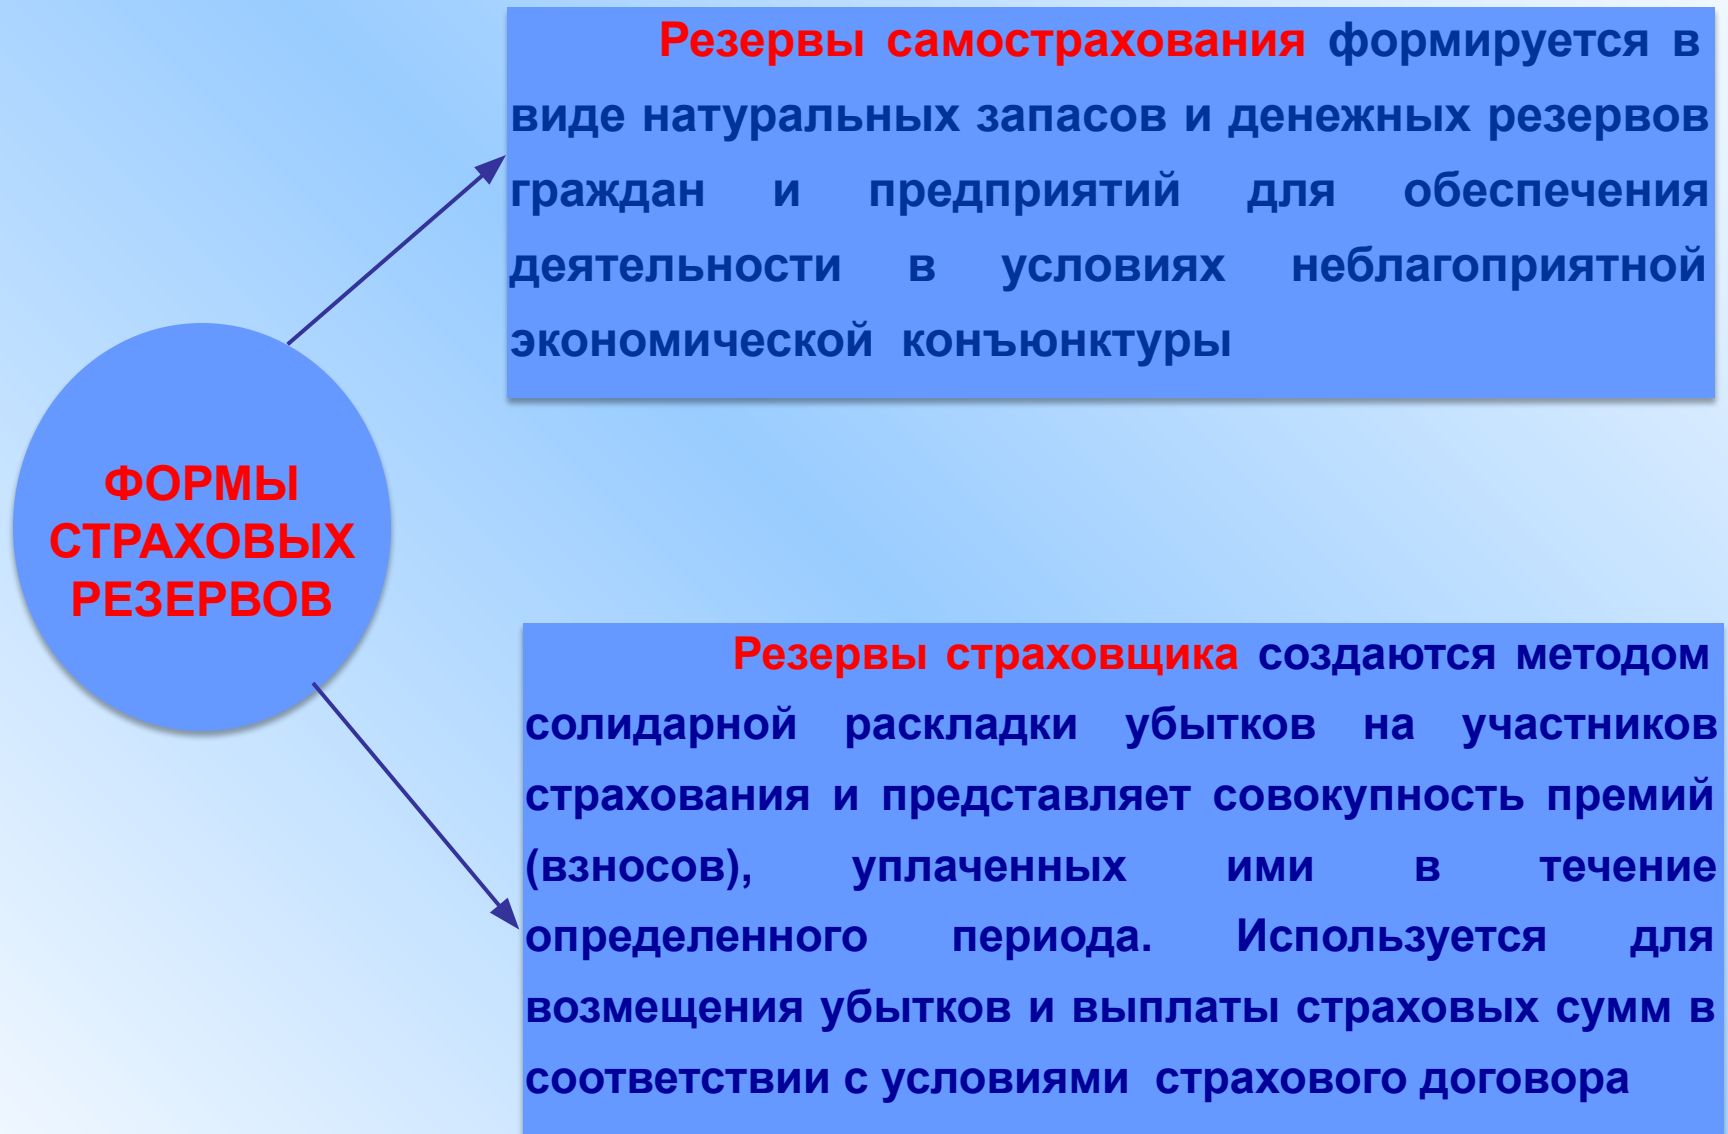 Резервы самострахования формируется в
виде натуральных запасов и денежных резервов
граждан и предприятий для обеспечения
деятельности в условиях неблагоприятной
экономической конъюнктуры
ФОРМЫ
СТРАХОВЫХ
РЕЗЕРВОВ
Резервы страховщика создаются методом
солидарной раскладки убытков на участников
страхования и представляет совокупность премий
(взносов), уплаченных ими в течение
определенного периода. Используется для
возмещения убытков и выплаты страховых сумм в
соответствии с условиями страхового договора